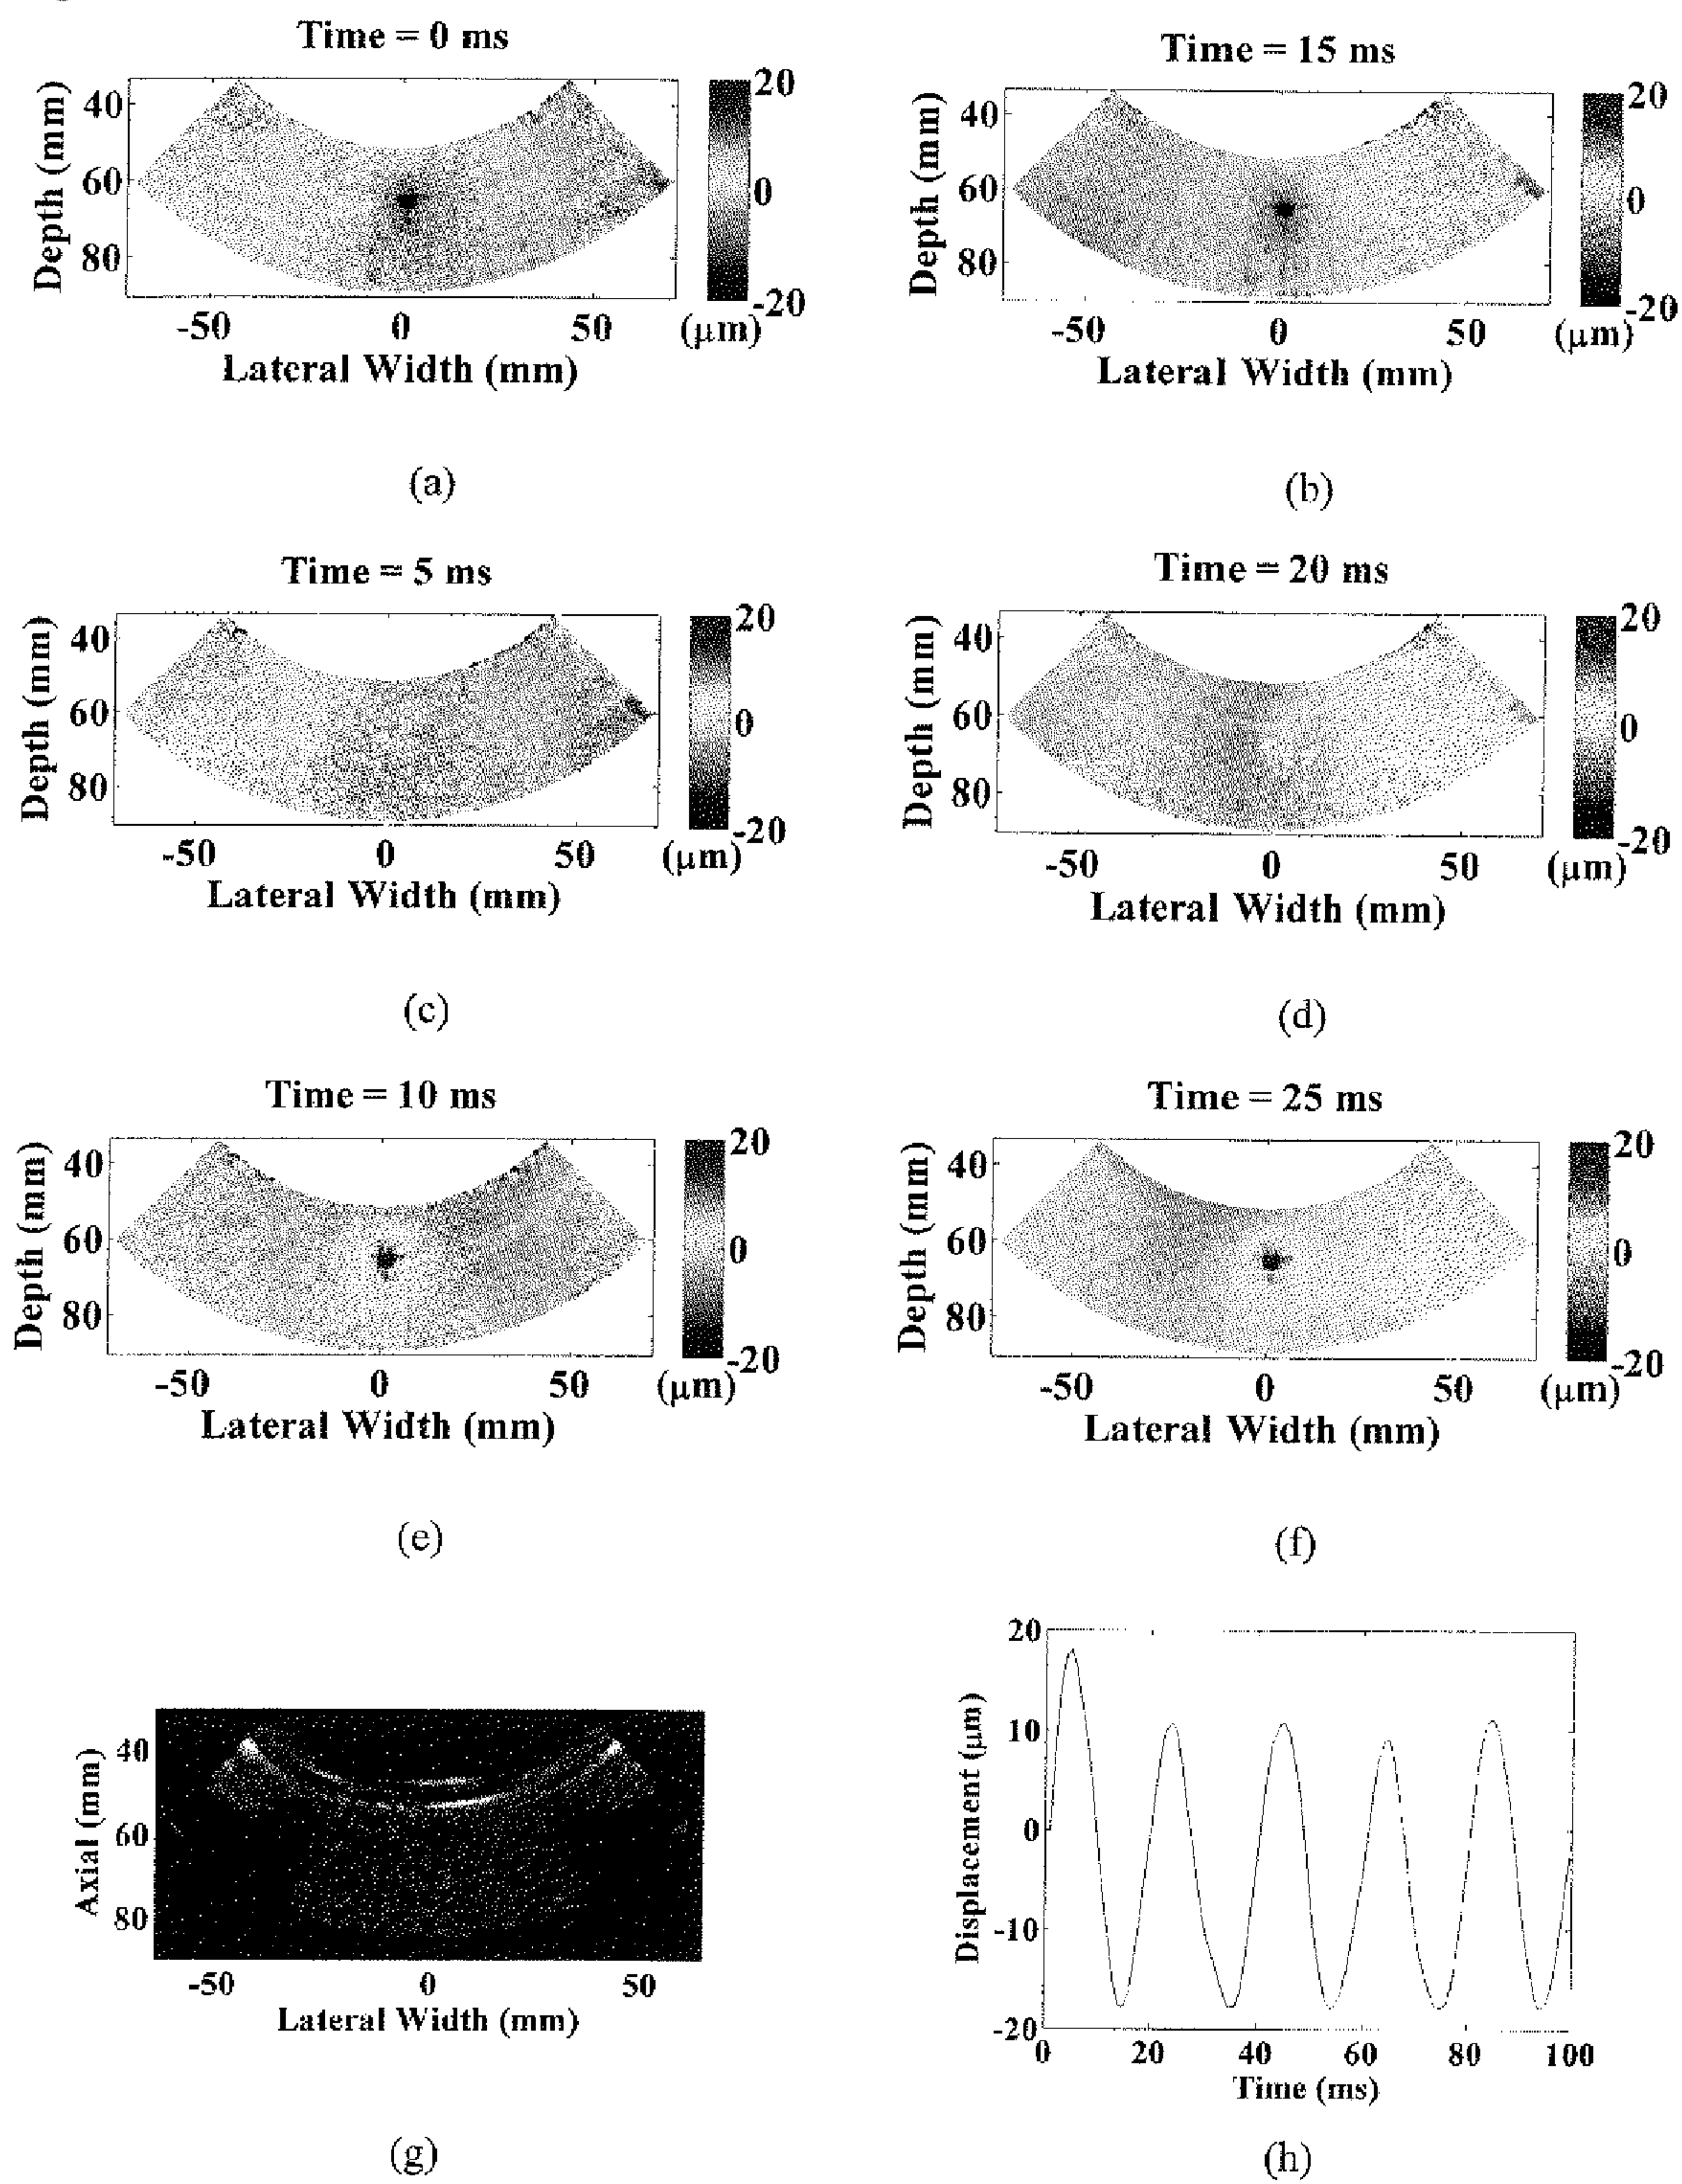 Time = 0 ms
20
0
-20
(μm)
40
60
80
Depth (mm)
-50
0
50
Lateral Width (mm)
(a)
Time = 15 ms
20
0
-20
(μm)
40
60
80
Depth (mm)
-50
0
50
Lateral Width (mm)
(b)
Time = 5 ms
20
0
-20
(μm)
40
60
80
Depth (mm)
-50
0
50
Lateral Width (mm)
(c)
Time = 20 ms
20
0
-20
(μm)
40
60
80
Depth (mm)
-50
0
50
Lateral Width (mm)
(d)
Time = 10 ms
20
0
-20
(μm)
40
60
80
Depth (mm)
-50
0
50
Lateral Width (mm)
(e)
Time = 25 ms
20
0
-20
(μm)
40
60
80
Depth (mm)
-50
0
50
Lateral Width (mm)
(f)
40
60
80
Axial (mm)
-50
0
50
Lateral Width (mm)
(g)
20
10
0
-10
-20
Displacement (μm)
0
20
40
60
80
100
Time (ms)
(h)